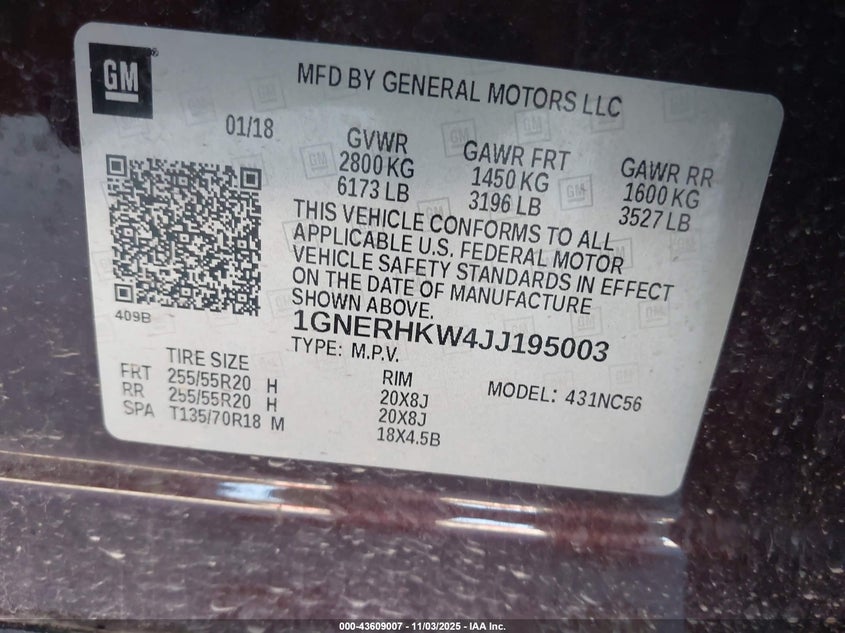 GM
MFD BY GENERAL MOTORS LLC
01/18
GVWR
2800 KG
6173 LB
GAWR FRT
1450 KG
3196 LB
GAWR RR
1600 KG
3527 LB
THIS VEHICLE CONFORMS TO ALL
APPLICABLE U.S. FEDERAL MOTOR
VEHICLE SAFETY STANDARDS IN EFFECT
ON THE DATE OF MANUFACTURE
SHOWN ABOVE.
409B
1GNERHKW4JJ195003
TYPE: M.P.V.
TIRE SIZE
FRT 255/55R20 H
RR 255/55R20 H
SPA T135/70R18 M
RIM
20X8J
20X8J
18X4.5B
MODEL: 431NC56
000-43609007 - 11/03/2025 - IAA Inc.